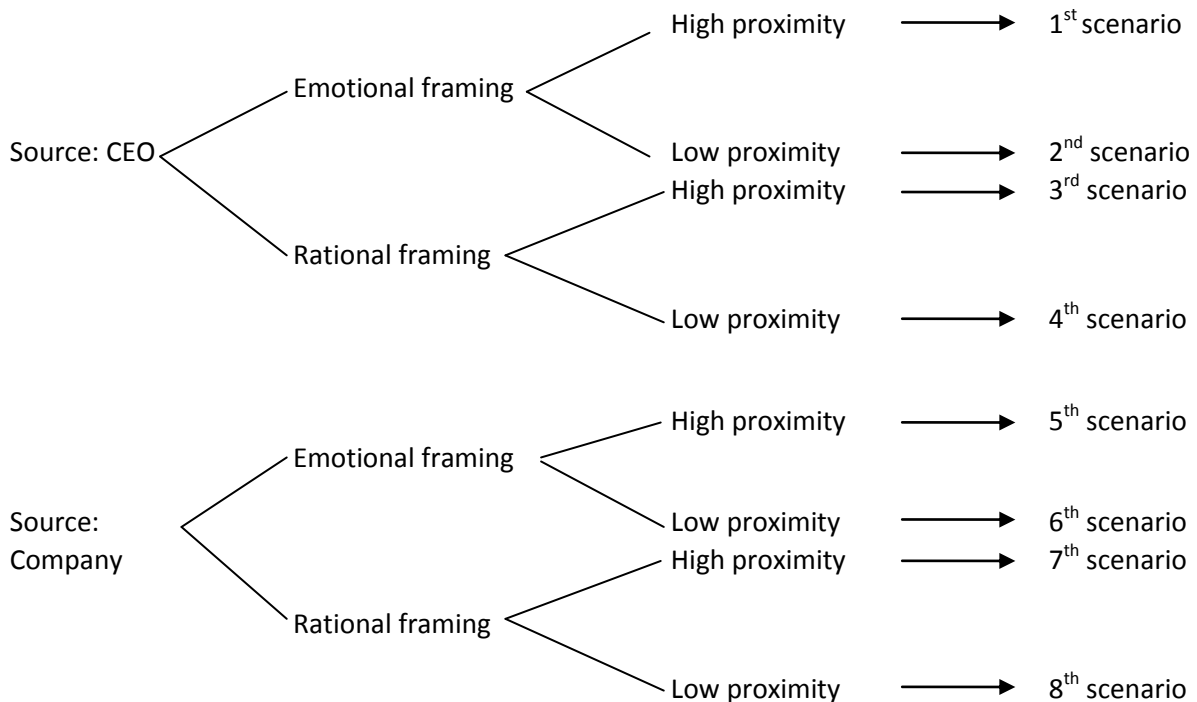 High proximity 1st scenario
Emotional framing
Source: CEO Low proximity 2nd scenario
High proximity 3rd scenario
Rational framing
Low proximity 4th scenario
High proximity 5th scenario
Emotional framing
Source: Low proximity 6th scenario
Company High proximity 7th scenario
Rational framing
Low proximity 8th scenario